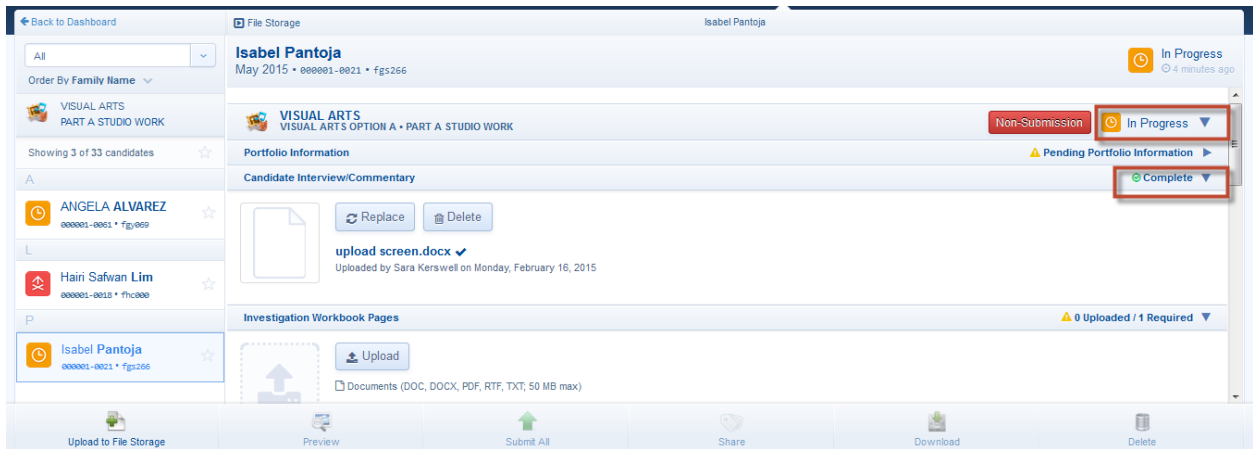 Back to Dashboard
File Storage
Isabel Pantoja
All
Order By Family Name
VISUAL ARTS
PART A STUDIO WORK
Showing 3 of 33 candidates
A
ANGELA ALVAREZ
000001-0061 • fgy069
L
Hairi Safwan Lim
000001-0018 • fhc000
P
Isabel Pantoja
000001-0021 • fgs266
Isabel Pantoja
May 2015 • 000001-0021 • fgs266
In Progress
4 minutes ago
VISUAL ARTS
VISUAL ARTS OPTION A • PART A STUDIO WORK
Non-Submission
In Progress
Portfolio Information
Pending Portfolio Information
Candidate Interview/Commentary
Complete
Replace
Delete
upload screen.docx
Uploaded by Sara Kerswell on Monday, February 16, 2015
Investigation Workbook Pages
0 Uploaded / 1 Required
Upload
Documents (DOC, DOCX, PDF, RTF, TXT; 50 MB max)
Upload to File Storage
Preview
Submit All
Share
Download
Delete